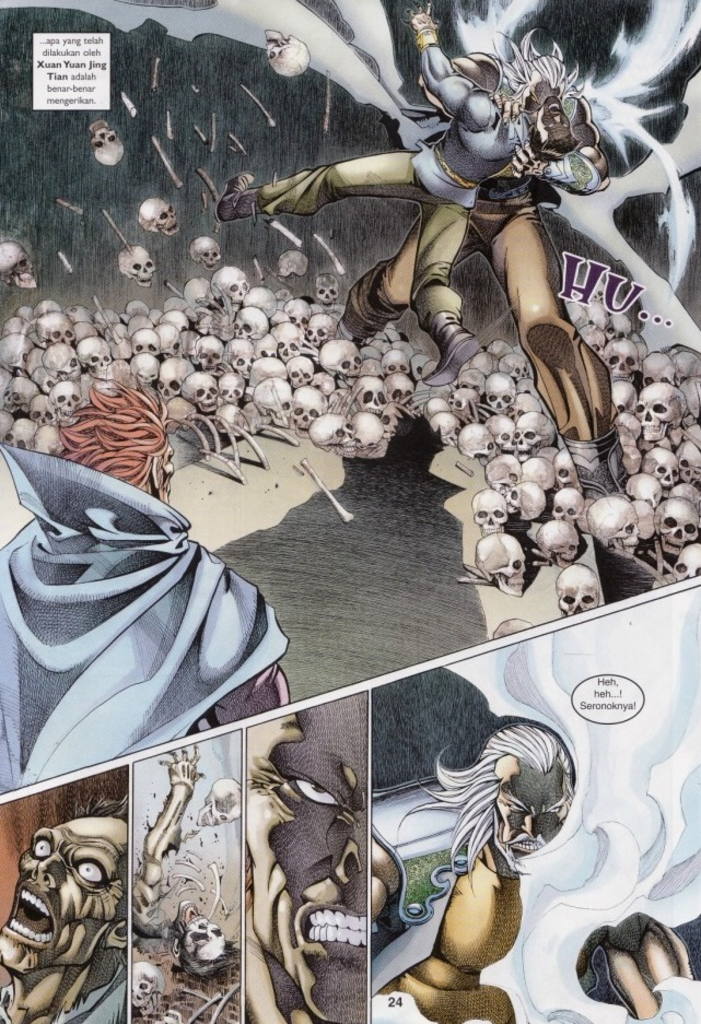 ...apa yang telah
dilakukan oleh
Xuan Yuan Jing
Tian adalah
benar-benar
mengerikan.
HU...
Heh,
heh...!
Seronoknya!
24